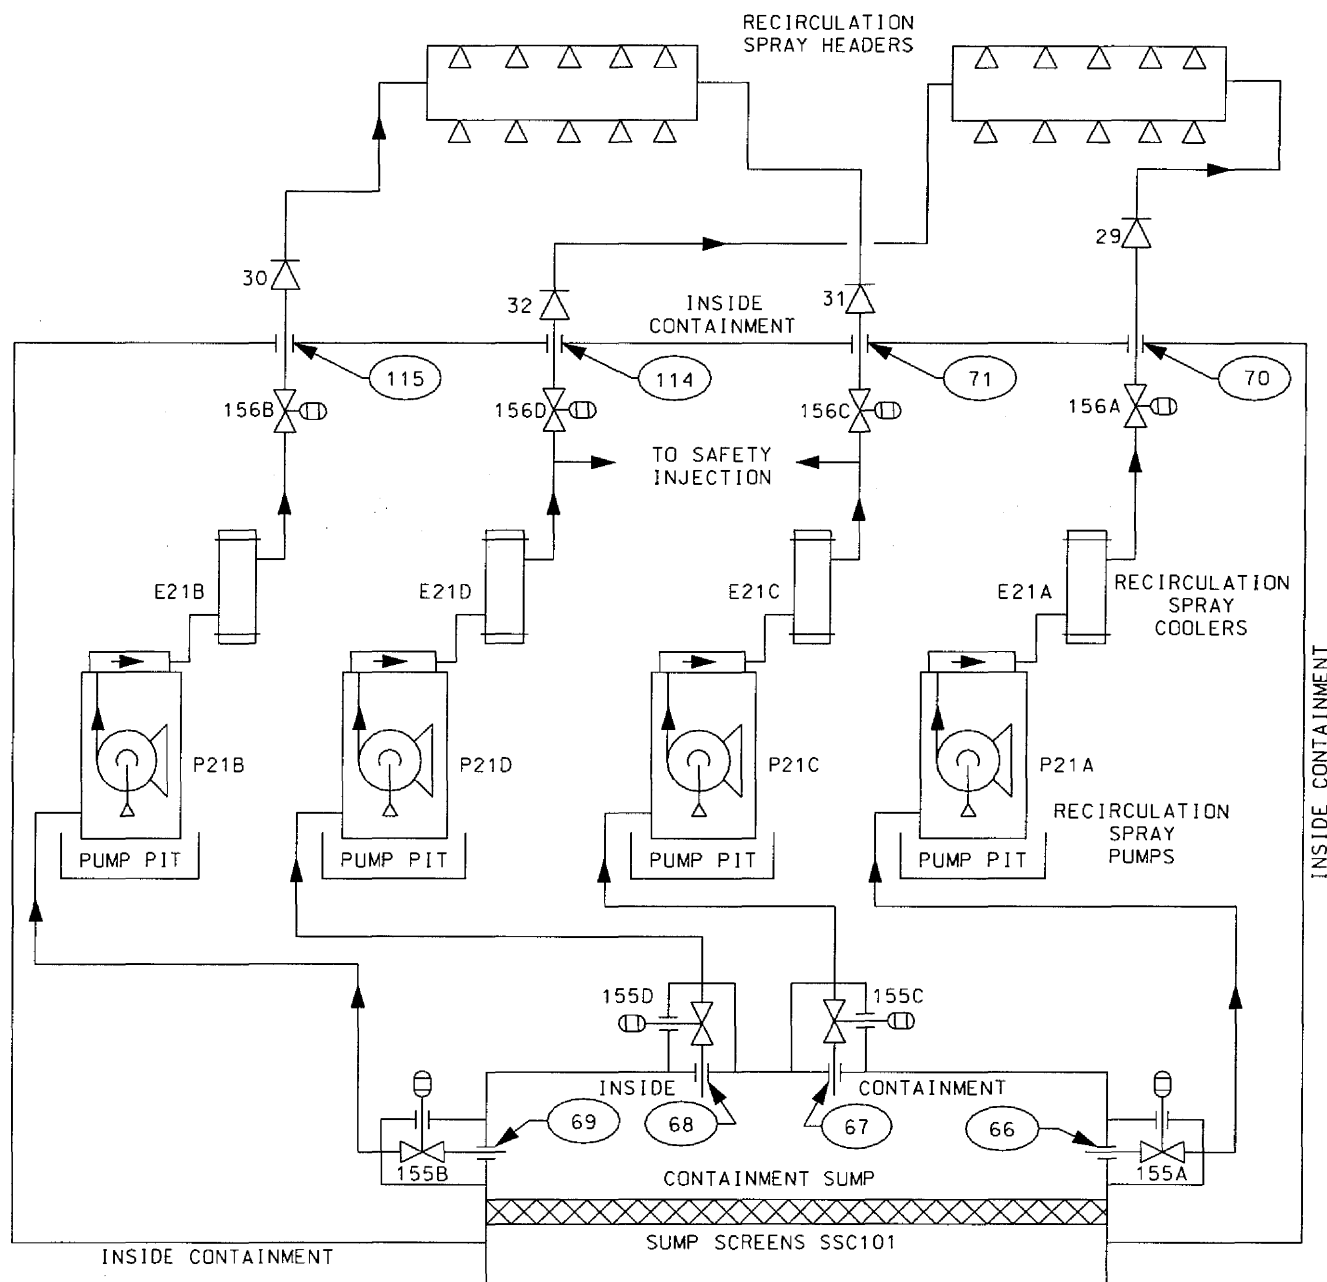 RECIRCULATION
SPRAY HEADERS
29
30
32
31
INSIDE
CONTAINMENT
115
114
71
70
156B
156D
156C
156A
TO SAFETY
INJECTION
E21B
E21D
E21C
E21A
RECIRCULATION
SPRAY
COOLERS
INSIDE CONTAINMENT
P21B
P21D
P21C
P21A
RECIRCULATION
SPRAY
PUMPS
PUMP PIT
PUMP PIT
PUMP PIT
PUMP PIT
155D
155C
INSIDE
CONTAINMENT
69
68
67
66
155B
155A
CONTAINMENT SUMP
SUMP SCREENS SSC101
INSIDE CONTAINMENT